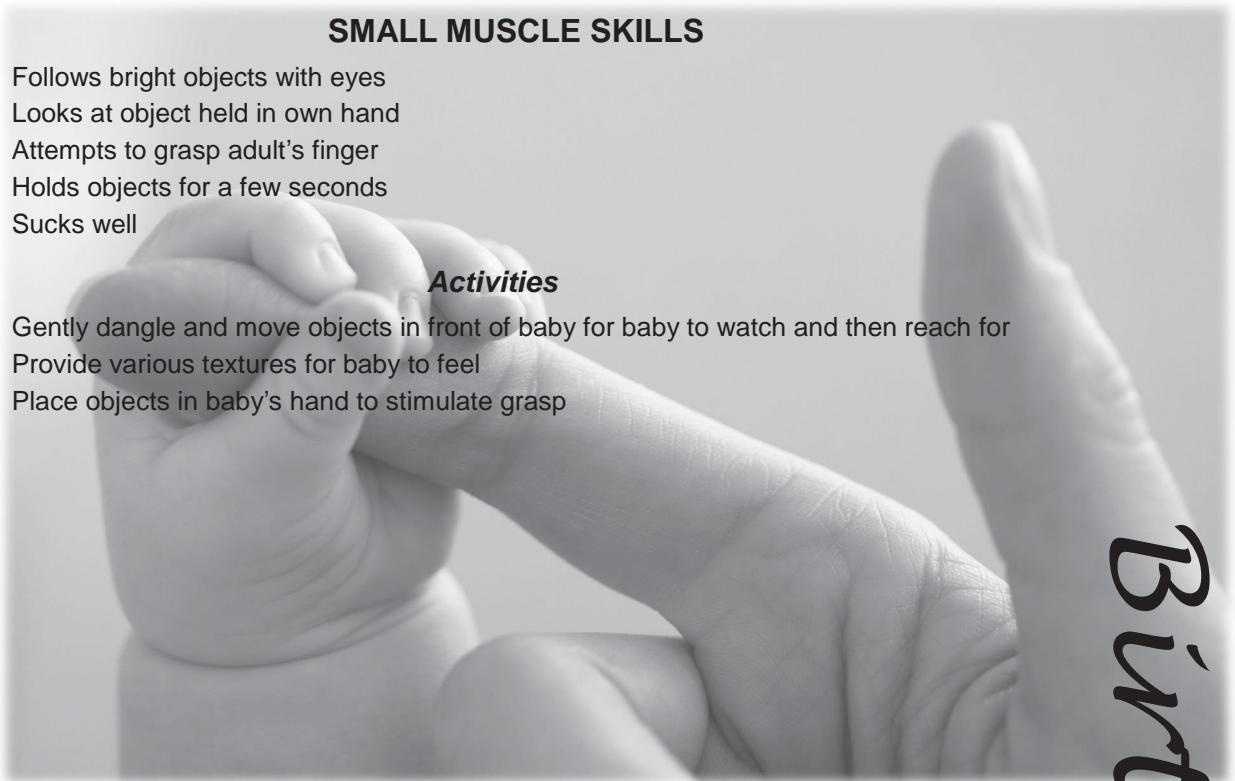 SMALL MUSCLE SKILLS
Follows bright objects with eyes
Looks at object held in own hand
Attempts to grasp adult’s finger
Holds objects for a few seconds
Sucks well
Activities
Gently dangle and move objects in front of baby for baby to watch and then reach for
Provide various textures for baby to feel
Place objects in baby’s hand to stimulate grasp
Birt